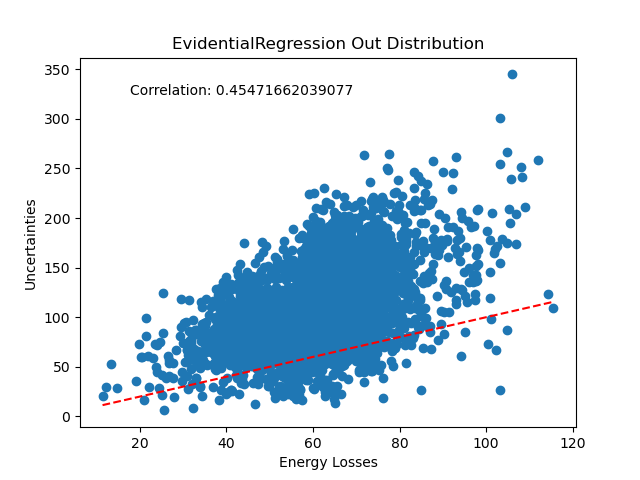 EvidentialRegression Out Distribution
Correlation: 0.45471662039077
350
300
250
200
150
100
50
0
Uncertainties
20 40 60 80 100 120
Energy Losses